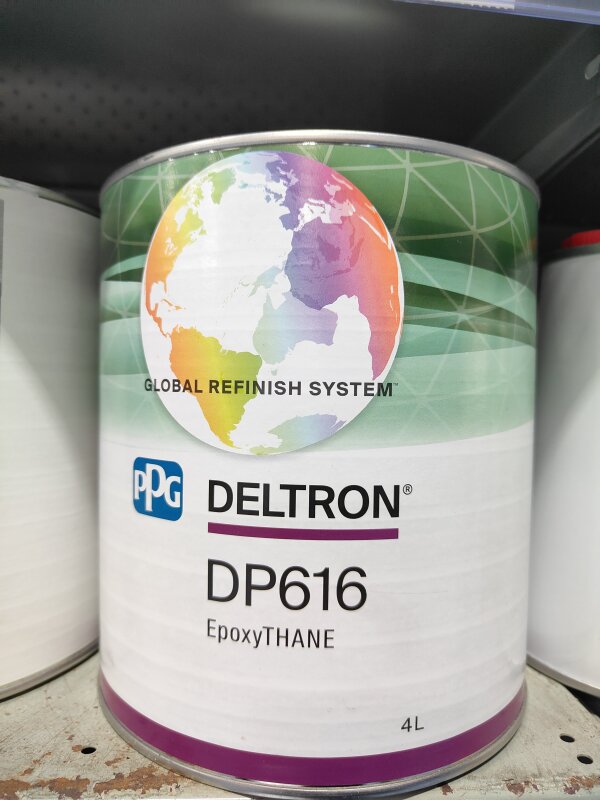 GLOBAL REFINISH SYSTEM™
PPG DELTRON®
DP616
EpoxyTHANE
4L